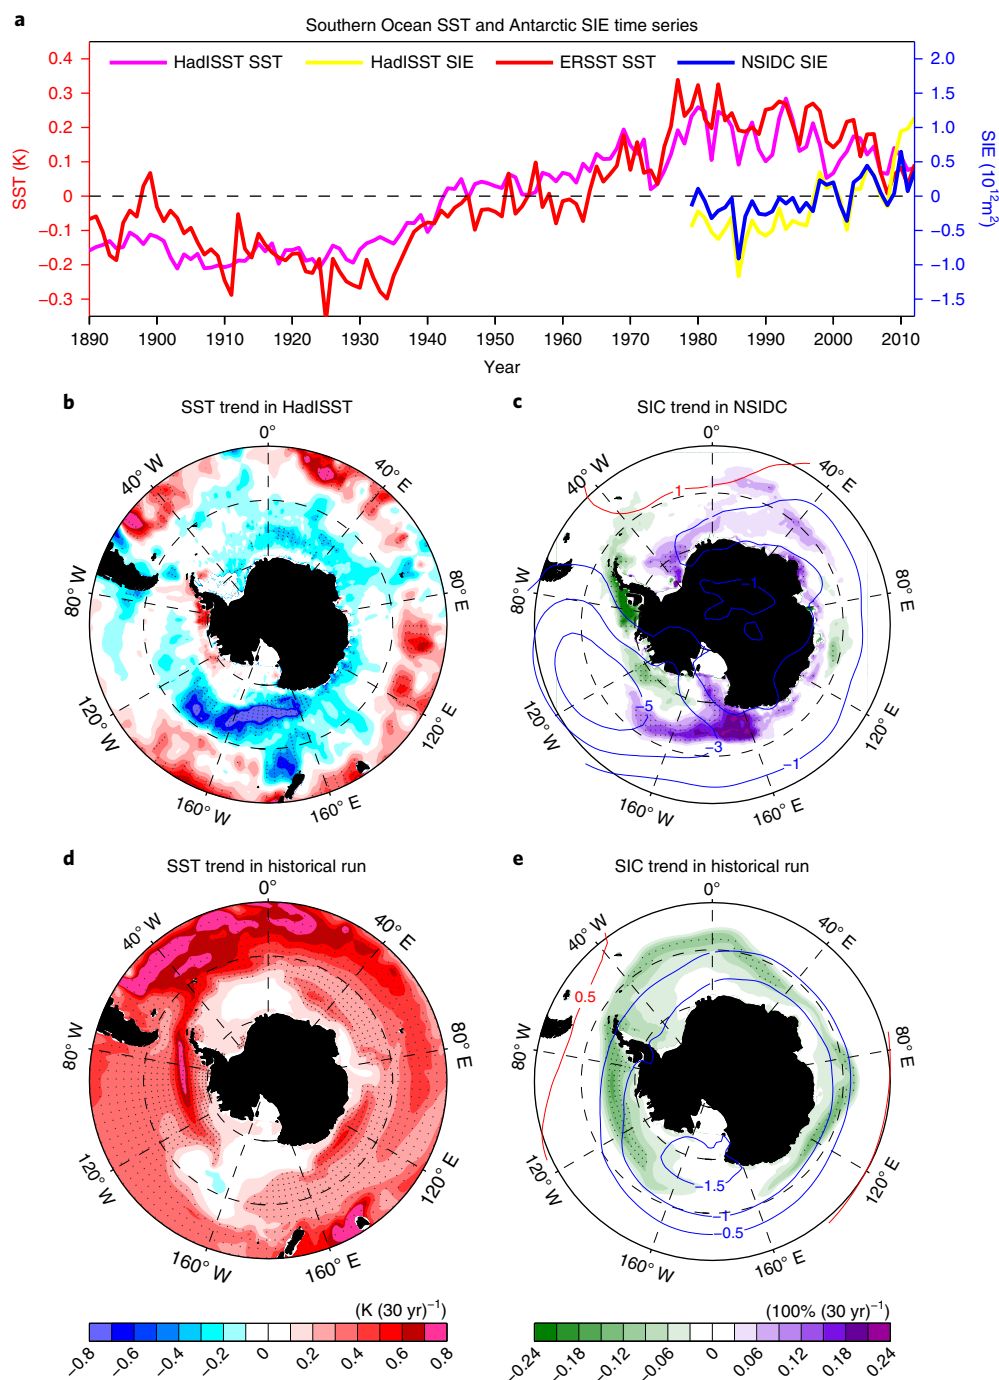 a
Southern Ocean SST and Antarctic SIE time series
HadISST SST HadISST SIE ERSST SST NSIDC SIE
0.4 0.3 0.2 0.1 0 −0.1 −0.2 −0.3
SST (K)
2.0 1.5 1.0 0.5 0 −0.5 −1.0 −1.5
SIE (10¹²m²)
1890 1900 1910 1920 1930 1940 1950 1960 1970 1980 1990 2000 2010
Year
b
SST trend in HadISST
0°
40° W 40° E
80° W 80° E
120° W 120° E
160° W 160° E
c
SIC trend in NSIDC
0°
40° W 40° E
1
−1
80° W 80° E
−5
−3
−1
120° W 120° E
160° W 160° E
d
SST trend in historical run
0°
40° W 40° E
80° W 80° E
120° W 120° E
160° W 160° E
e
SIC trend in historical run
0°
40° W 40° E
0.5
80° W 80° E
−1.5
−1
−0.5
120° W 120° E
160° W 160° E
(K (30 yr)⁻¹)
−0.8 −0.6 −0.4 −0.2 0 0.2 0.4 0.6 0.8
(100% (30 yr)⁻¹)
−0.24 −0.18 −0.12 −0.06 0 0.06 0.12 0.18 0.24